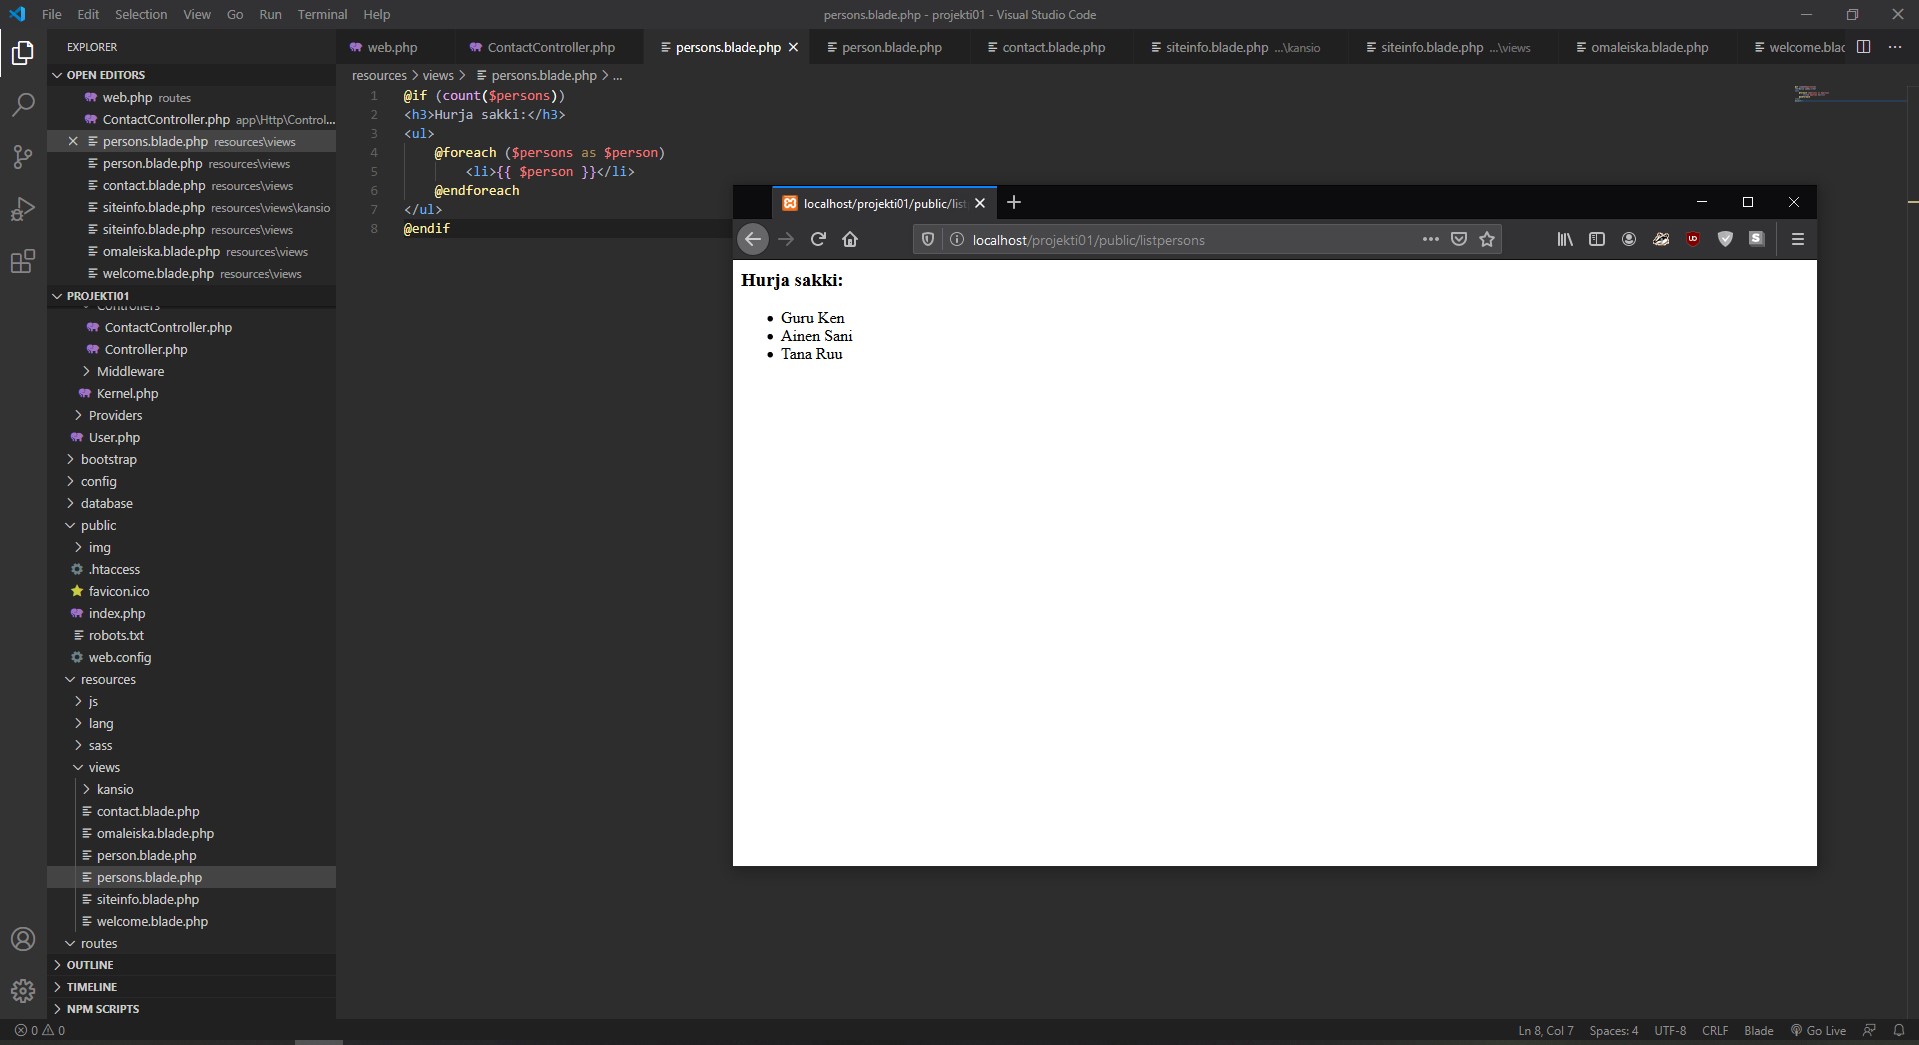 File Edit Selection View Go Run Terminal Help
persons.blade.php - projekti01 - Visual Studio Code
EXPLORER
OPEN EDITORS
web.php routes
ContactController.php app\Http\Control...
persons.blade.php resources\views
person.blade.php resources\views
contact.blade.php resources\views
siteinfo.blade.php resources\views\kansio
siteinfo.blade.php resources\views
omaleiska.blade.php resources\views
welcome.blade.php resources\views
PROJEKTI01
Controllers
ContactController.php
Controller.php
Middleware
Kernel.php
Providers
User.php
bootstrap
config
database
public
img
.htaccess
favicon.ico
index.php
robots.txt
web.config
resources
js
lang
sass
views
kansio
contact.blade.php
omaleiska.blade.php
person.blade.php
persons.blade.php
siteinfo.blade.php
welcome.blade.php
routes
OUTLINE
TIMELINE
NPM SCRIPTS
web.php ContactController.php persons.blade.php person.blade.php contact.blade.php siteinfo.blade.php ...\kansio siteinfo.blade.php ...\views omaleiska.blade.php welcome.blac
resources > views > persons.blade.php > ...
1 @if (count($persons))
2 <h3>Hurja sakki:</h3>
3 <ul>
4 @foreach ($persons as $person)
5 <li>{{ $person }}</li>
6 @endforeach
7 </ul>
8 @endif
localhost/projekti01/public/list
localhost/projekti01/public/listpersons
Hurja sakki:
• Guru Ken
• Ainen Sani
• Tana Ruu
0 0
Ln 8, Col 7 Spaces: 4 UTF-8 CRLF Blade Go Live